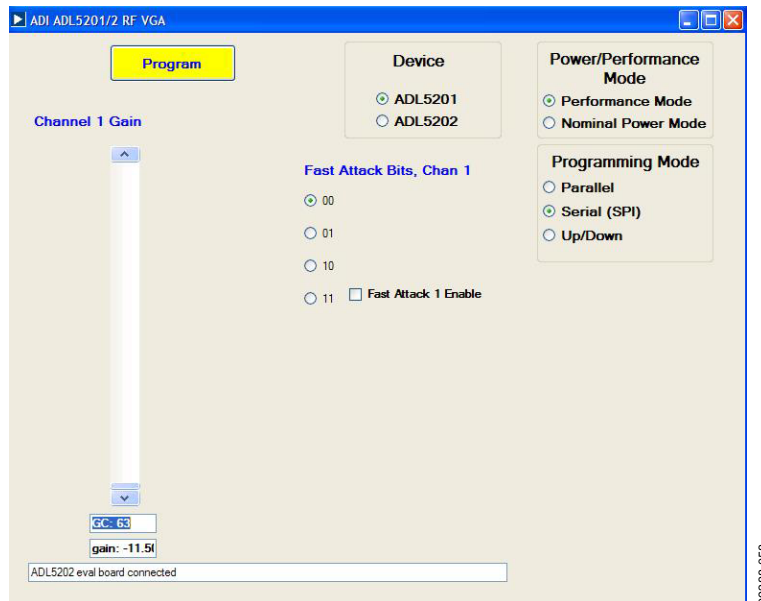 ADI ADL5201/2 RF VGA
Program
Device
ADL5201
ADL5202
Power/Performance
Mode
Performance Mode
Nominal Power Mode
Channel 1 Gain
Fast Attack Bits, Chan 1
00
01
10
11
Fast Attack 1 Enable
Programming Mode
Parallel
Serial (SPI)
Up/Down
GC: 63
gain: -11.5
ADL5202 eval board connected